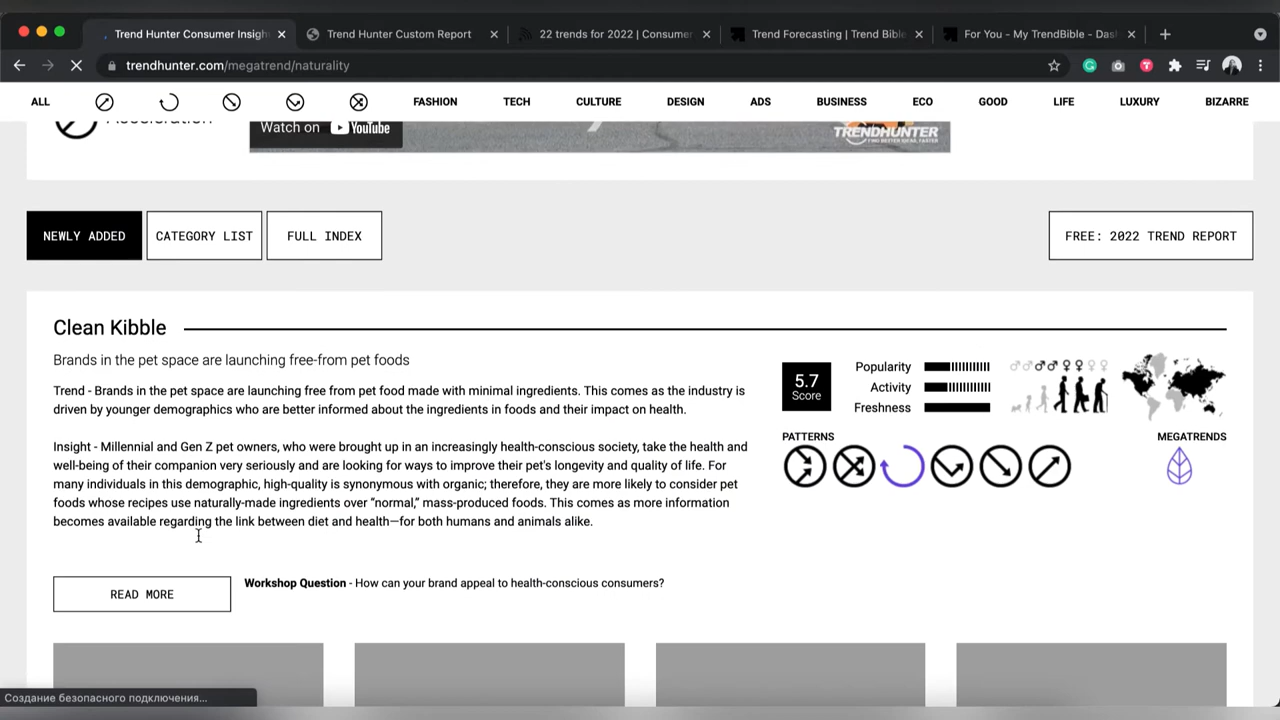 Trend Hunter Consumer Insigh
Trend Hunter Custom Report
22 trends for 2022 | Consumer
Trend Forecasting | Trend Bible
For You - My TrendBible - Das
trendhunter.com/megatrend/naturality
ALL
FASHION
TECH
CULTURE
DESIGN
ADS
BUSINESS
ECO
GOOD
LIFE
LUXURY
BIZARRE
Acceleration
Watch on YouTube
TRENDHUNTER
FIND BETTER IDEAS, FASTER
NEWLY ADDED
CATEGORY LIST
FULL INDEX
FREE: 2022 TREND REPORT
Clean Kibble
Brands in the pet space are launching free-from pet foods
Trend - Brands in the pet space are launching free from pet food made with minimal ingredients. This comes as the industry is
driven by younger demographics who are better informed about the ingredients in foods and their impact on health.
Insight - Millennial and Gen Z pet owners, who were brought up in an increasingly health-conscious society, take the health and
well-being of their companion very seriously and are looking for ways to improve their pet's longevity and quality of life. For
many individuals in this demographic, high-quality is synonymous with organic; therefore, they are more likely to consider pet
foods whose recipes use naturally-made ingredients over “normal,” mass-produced foods. This comes as more information
becomes available regarding the link between diet and health—for both humans and animals alike.
5.7
Score
Popularity
Activity
Freshness
PATTERNS
MEGATRENDS
READ MORE
Workshop Question - How can your brand appeal to health-conscious consumers?
Создание безопасного подключения...